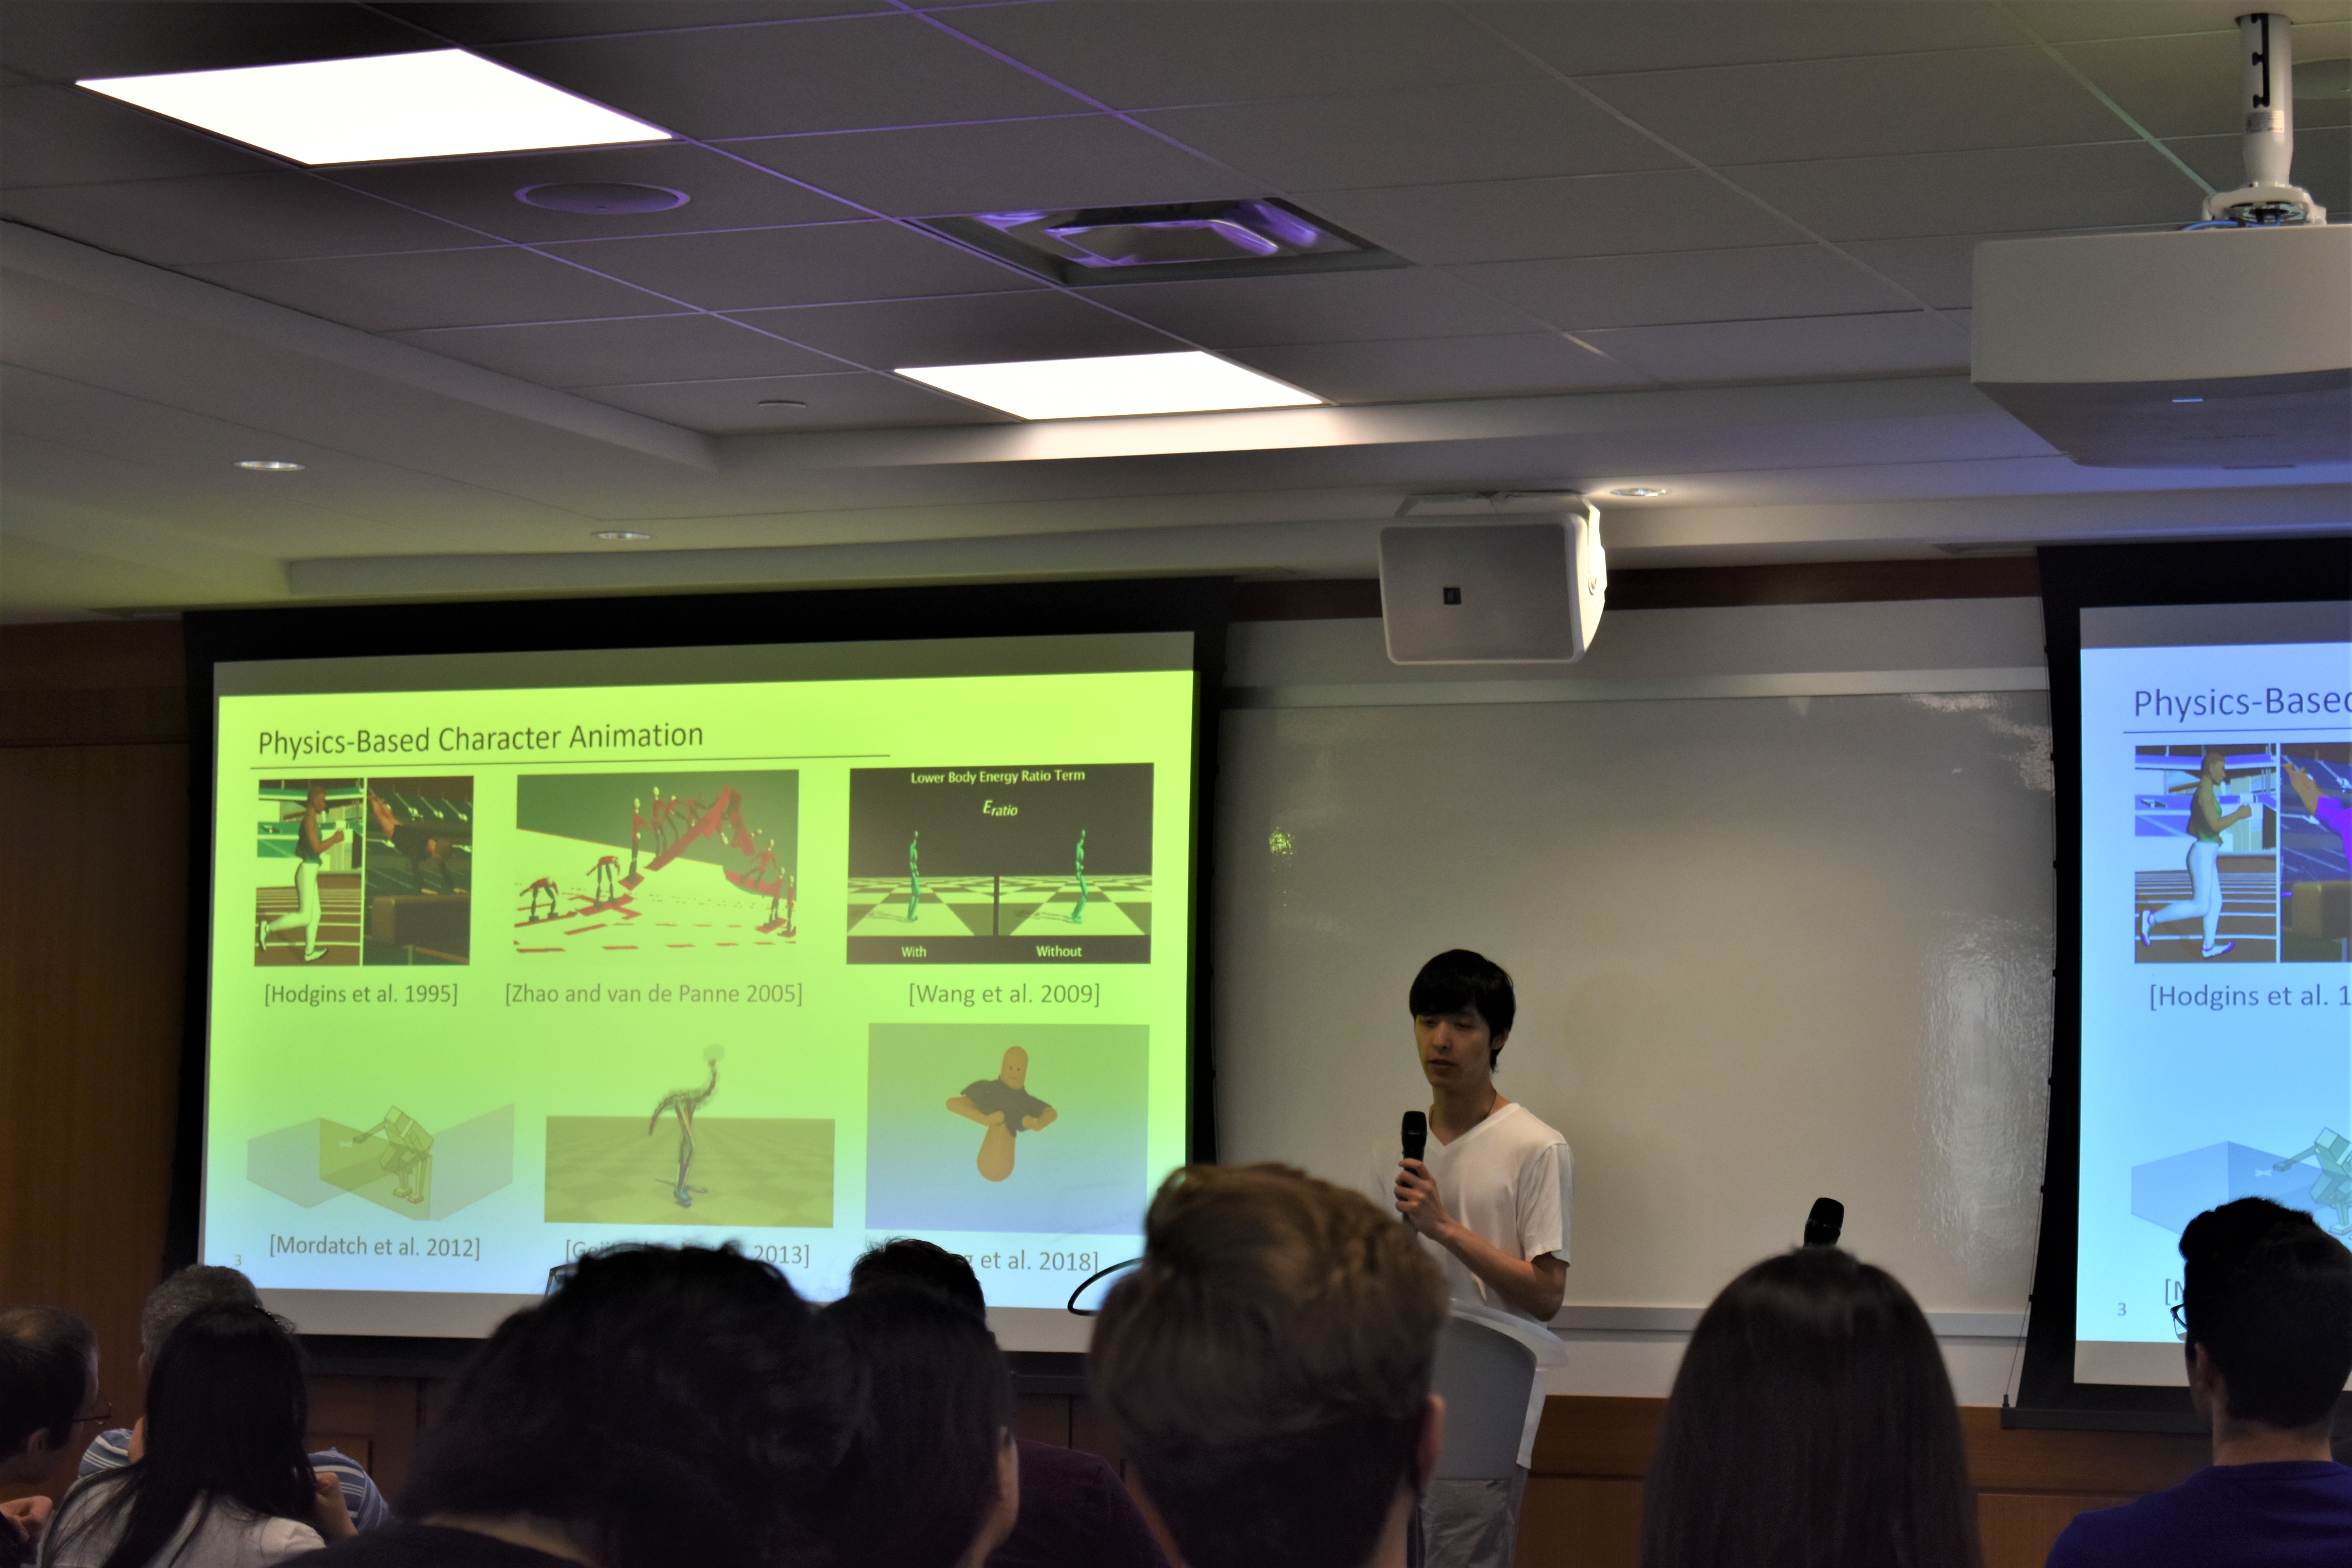 Physics-Based Character Animation
Lower Body Energy Ratio Term
Eratio
With Without
[Hodgins et al. 1995] [Zhao and van de Panne 2005] [Wang et al. 2009]
[Mordatch et al. 2012] 2013] et al. 2018]
3
Physics-Based
[Hodgins et al. 1
3